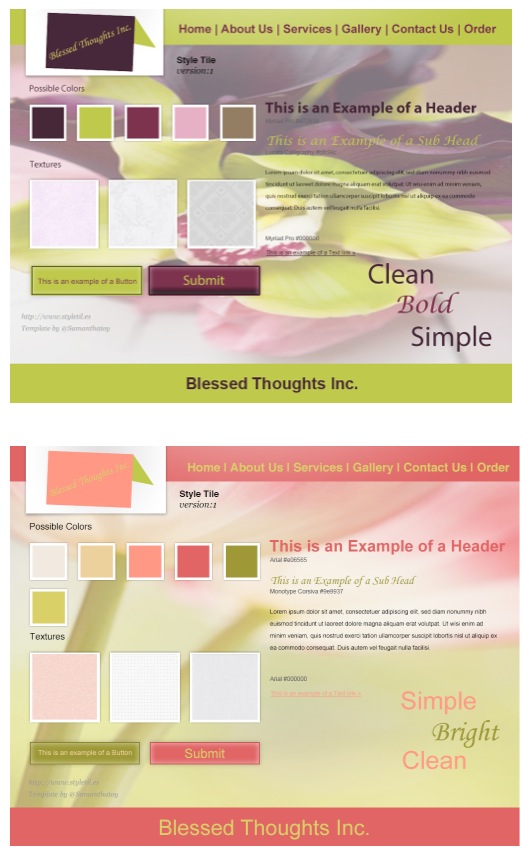 Blessed Thoughts Inc.
Home | About Us | Services | Gallery | Contact Us | Order
Style Tile
version:1
Possible Colors
This is an Example of a Header
This is an Example of a Sub Head
Textures
Lorem ipsum dolor sit amet, consectetuer adipiscing elit, sed diam nonummy nibh euismod
tincidunt ut laoreet dolore magna aliquam erat volutpat. Ut wisi enim ad minim veniam,
quis nostrud exerci tation ullamcorper suscipit lobortis nisl ut aliquip ex ea commodo
consequat. Duis autem vel feugait nulla facilisi.
Myriad Pro #000000
This is an example of a Text link »
Clean
Bold
Simple
This is an example of a Button
Submit
http://www.styletil.es
Template by @Samanthatoy
Blessed Thoughts Inc.
Blessed Thoughts Inc.
Home | About Us | Services | Gallery | Contact Us | Order
Style Tile
version:1
Possible Colors
This is an Example of a Header
Arial #e06565
This is an Example of a Sub Head
Monotype Corsiva #9e9937
Lorem ipsum dolor sit amet, consectetuer adipiscing elit, sed diam nonummy nibh
euismod tincidunt ut laoreet dolore magna aliquam erat volutpat. Ut wisi enim ad
minim veniam, quis nostrud exerci tation ullamcorper suscipit lobortis nisl ut aliquip ex
ea commodo consequat. Duis autem vel feugait nulla facilisi.
Textures
Arial #000000
This is an example of a Text link »
Simple
Bright
Clean
This is an example of a Button
Submit
http://www.styletil.es
Template by @Samanthatoy
Blessed Thoughts Inc.